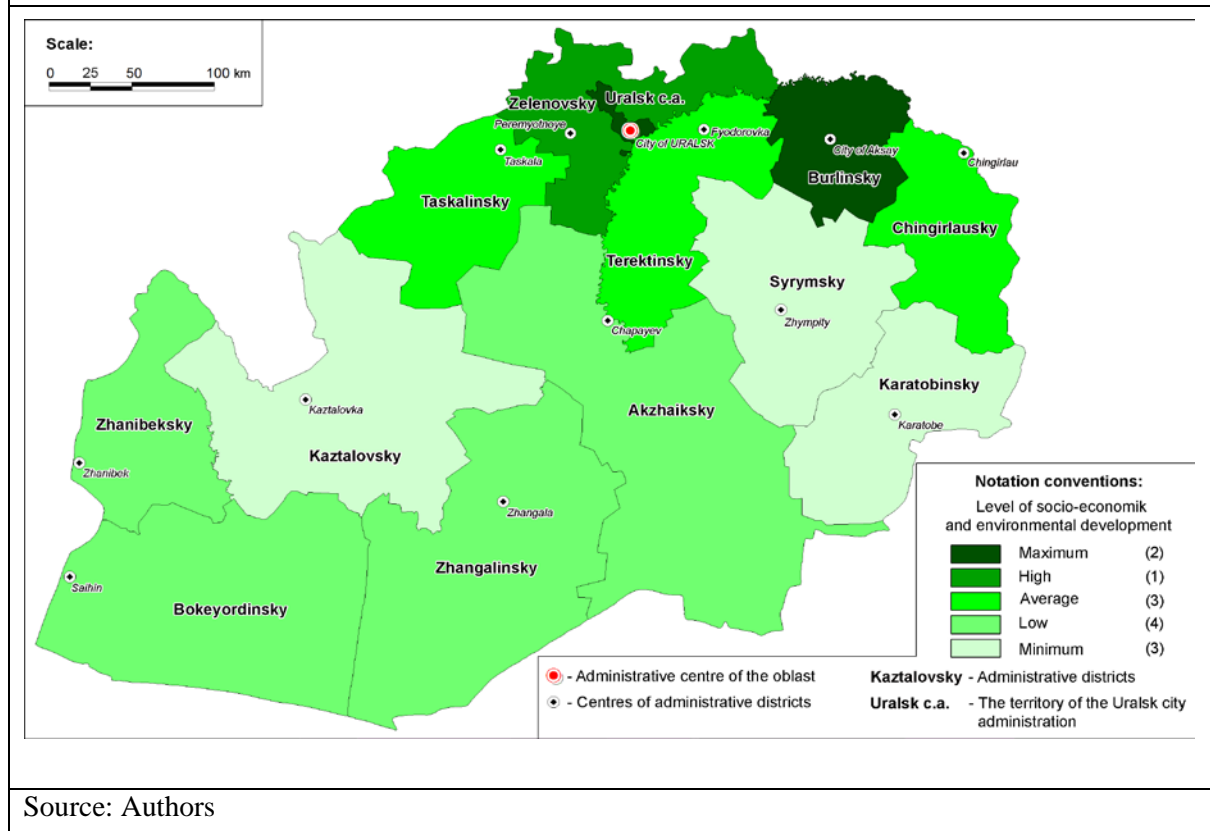 Scale:
0 25 50 100 km
Zelenovsky
Uralsk c.a.
Peremyotnoye
City of URALSK
Fyodorovka
City of Aksay
Chingirlau
Taskala
Burlinsky
Taskalinsky
Chingirlausky
Terektinsky
Syrymsky
Zhympity
Chapayev
Karatobinsky
Kaztalovka
Akzhaiksky
Karatobe
Zhanibeksky
Kaztalovsky
Zhanibek
Zhangala
Zhangalinsky
Saihin
Bokeyordinsky
Notation conventions:
Level of socio-economik
and environmental development
Maximum (2)
High (1)
Average (3)
Low (4)
Minimum (3)
- Administrative centre of the oblast
- Centres of administrative districts
Kaztalovsky - Administrative districts
Uralsk c.a. - The territory of the Uralsk city
administration
Source: Authors